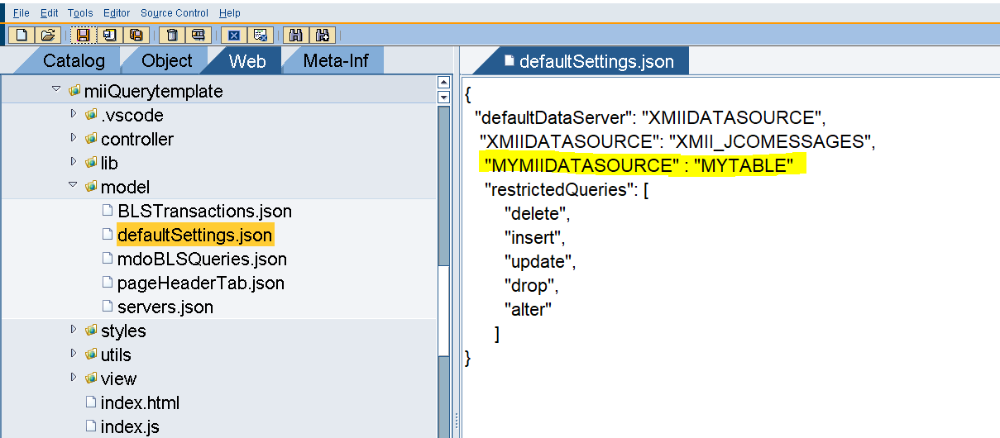 File Edit Tools Editor Source Control Help
Catalog Object Web Meta-Inf
miiQuerytemplate
.vscode
controller
lib
model
BLSTransactions.json
defaultSettings.json
mdoBLSQueries.json
pageHeaderTab.json
servers.json
styles
utils
view
index.html
index.js
defaultSettings.json
{
"defaultDataServer": "XMIIDATASOURCE",
"XMIIDATASOURCE": "XMII_JCOMESSAGES",
"MYMIIDATASOURCE" : "MYTABLE"
"restrictedQueries": [
"delete",
"insert",
"update",
"drop",
"alter"
]
}